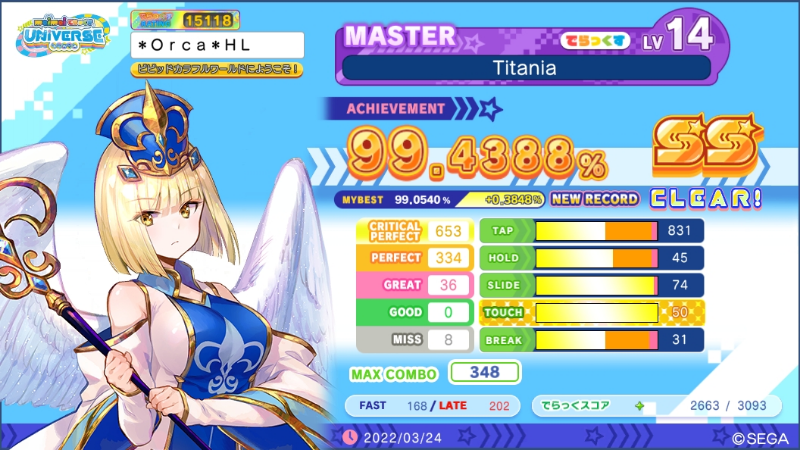 maimai でらっくす
UNiVERSE
15118
*Orca*HL
ビビッドカラフルワールドにようこそ!
MASTER
でらっくす
LV 14
Titania
ACHIEVEMENT
99.4388%
SS
MYBEST 99.0540 % +0.3848%
NEW RECORD
CLEAR!
CRITICAL PERFECT 653
PERFECT 334
GREAT 36
GOOD 0
MISS 8
TAP 831
HOLD 45
SLIDE 74
TOUCH 50
BREAK 31
MAX COMBO 348
FAST 168 / LATE 202
でらっくスコア 2663 / 3093
2022/03/24
©SEGA